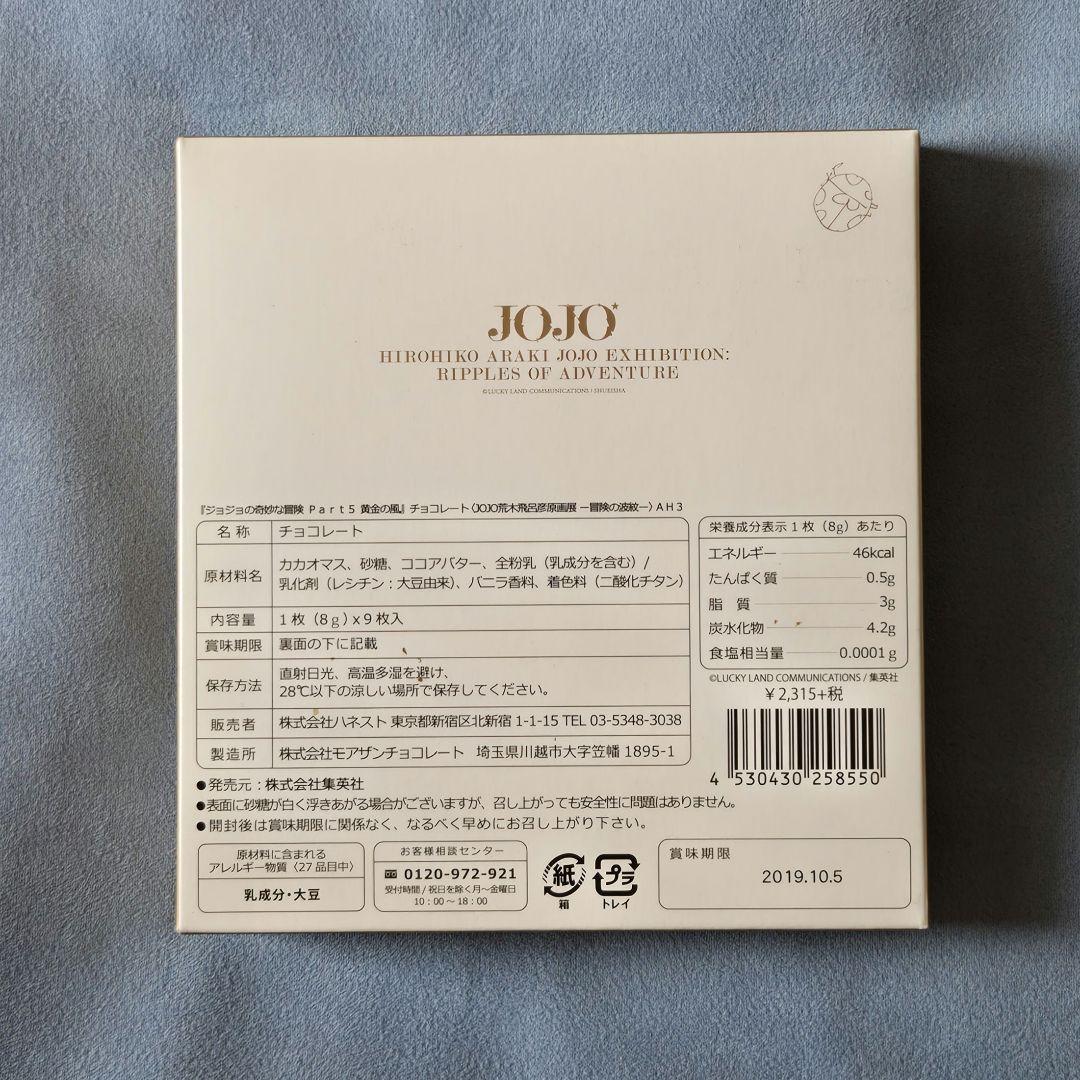 JOJO
HIROHIKO ARAKI JOJO EXHIBITION:
RIPPLES OF ADVENTURE
©LUCKY LAND COMMUNICATIONS / SHUEISHA
『ジョジョの奇妙な冒険 Part5 黄金の風』チョコレート〈JOJO荒木飛呂彦原画展 ー冒険の波紋ー〉AH3
名称 チョコレート
原材料名 カカオマス、砂糖、ココアバター、全粉乳（乳成分を含む）/
乳化剤（レシチン：大豆由来）、バニラ香料、着色料（二酸化チタン）
内容量 1枚（8g）x9枚入
賞味期限 裏面の下に記載
保存方法 直射日光、高温多湿を避け、
28℃以下の涼しい場所で保存してください。
販売者 株式会社ハネスト 東京都新宿区北新宿 1-1-15 TEL 03-5348-3038
製造所 株式会社モアザンチョコレート 埼玉県川越市大字笠幡 1895-1
栄養成分表示1枚（8g）あたり
エネルギー 46kcal
たんぱく質 0.5g
脂質 3g
炭水化物 4.2g
食塩相当量 0.0001g
©LUCKY LAND COMMUNICATIONS / 集英社
￥2,315+税
4 530430 258550
●発売元：株式会社集英社
●表面に砂糖が白く浮きあがる場合がございますが、召し上がっても安全性に問題はありません。
●開封後は賞味期限に関係なく、なるべく早めにお召し上がり下さい。
原材料に含まれる
アレルギー物質〈27品目中〉
乳成分・大豆
お客様相談センター
0120-972-921
受付時間 / 祝日を除く月～金曜日
10：00～18：00
紙
箱
プラ
トレイ
賞味期限
2019.10.5